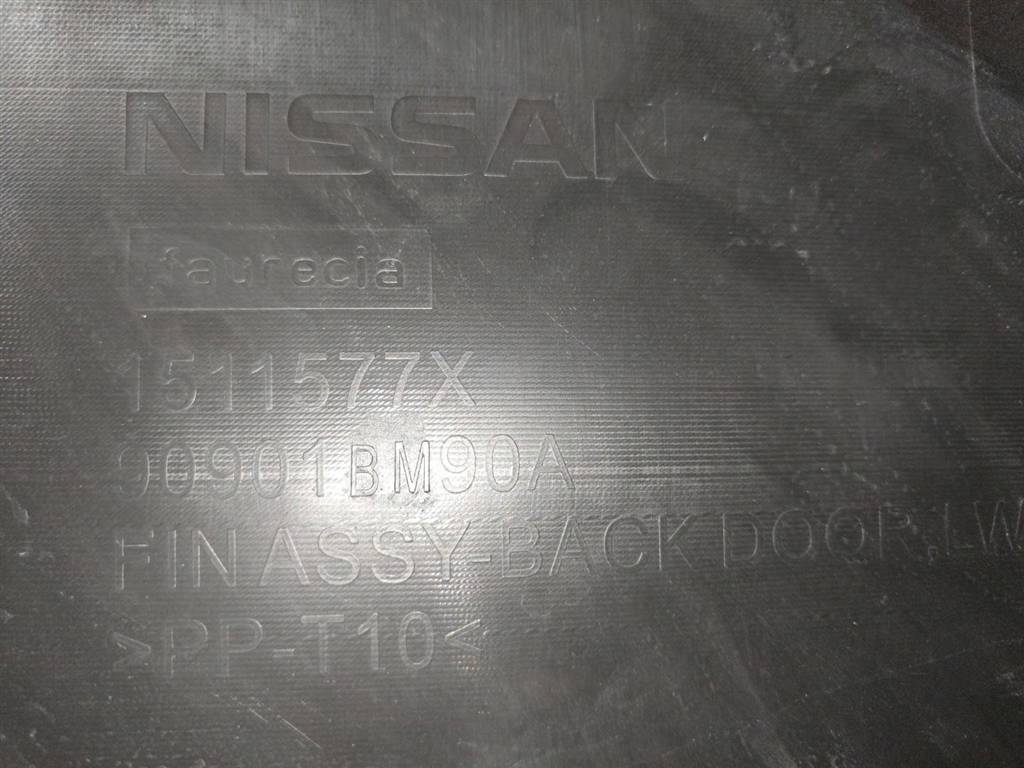 NISSAN
faurecia
1511577X
90901BM90A
FIN ASSY-BACK DOOR, LW
>PP-T10<